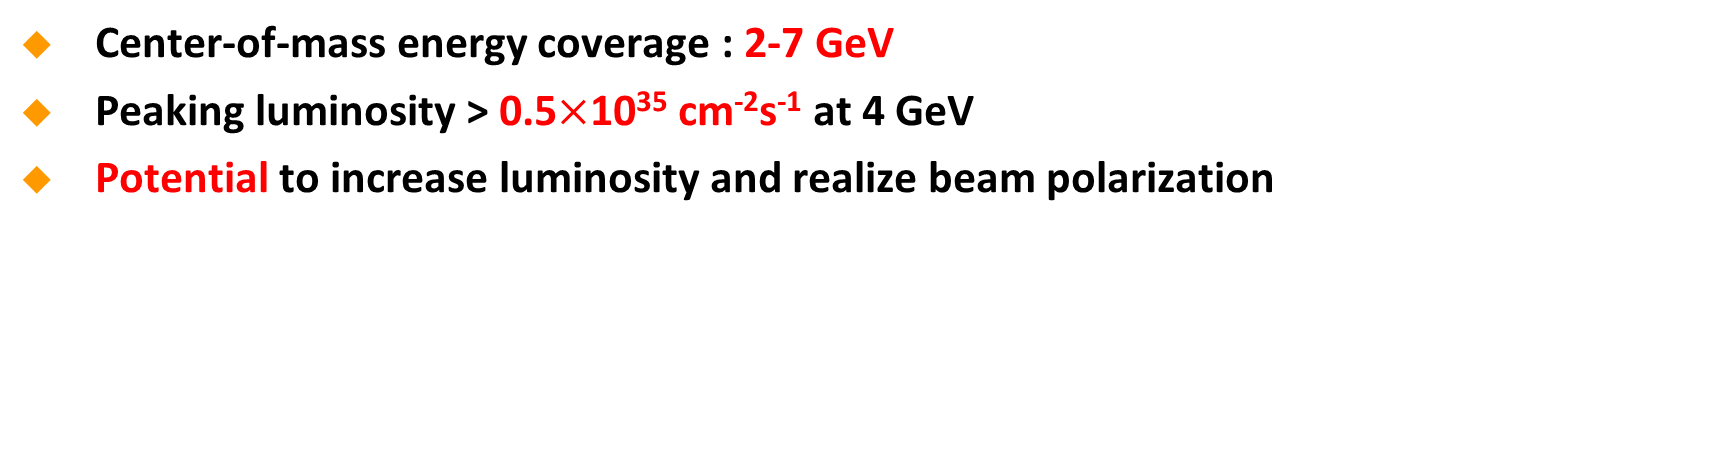 ◆ Center-of-mass energy coverage : 2-7 GeV
◆ Peaking luminosity > 0.5×10³⁵ cm⁻²s⁻¹ at 4 GeV
◆ Potential to increase luminosity and realize beam polarization